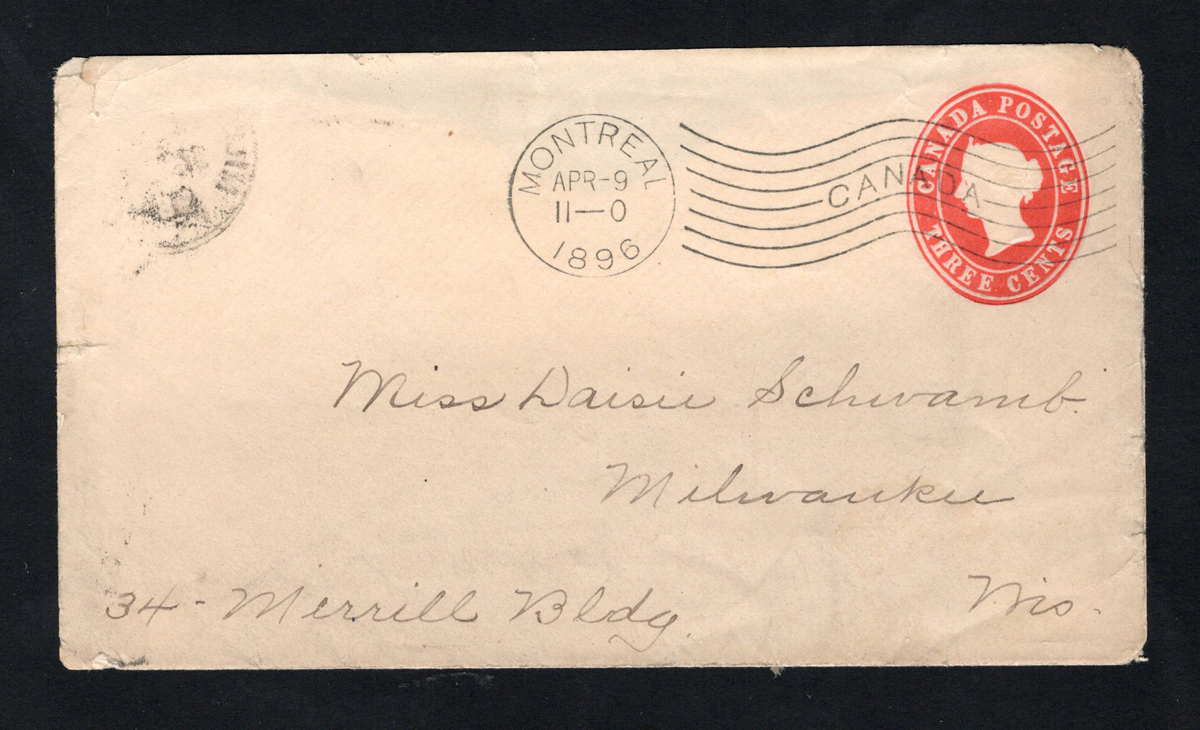 CANADA POSTAGE
THREE CENTS
MONTREAL
APR-9
11—0
1896
CANADA
Miss Daisie Schwamb.
Milwaukee
34- Merrill Bldg. Wis.